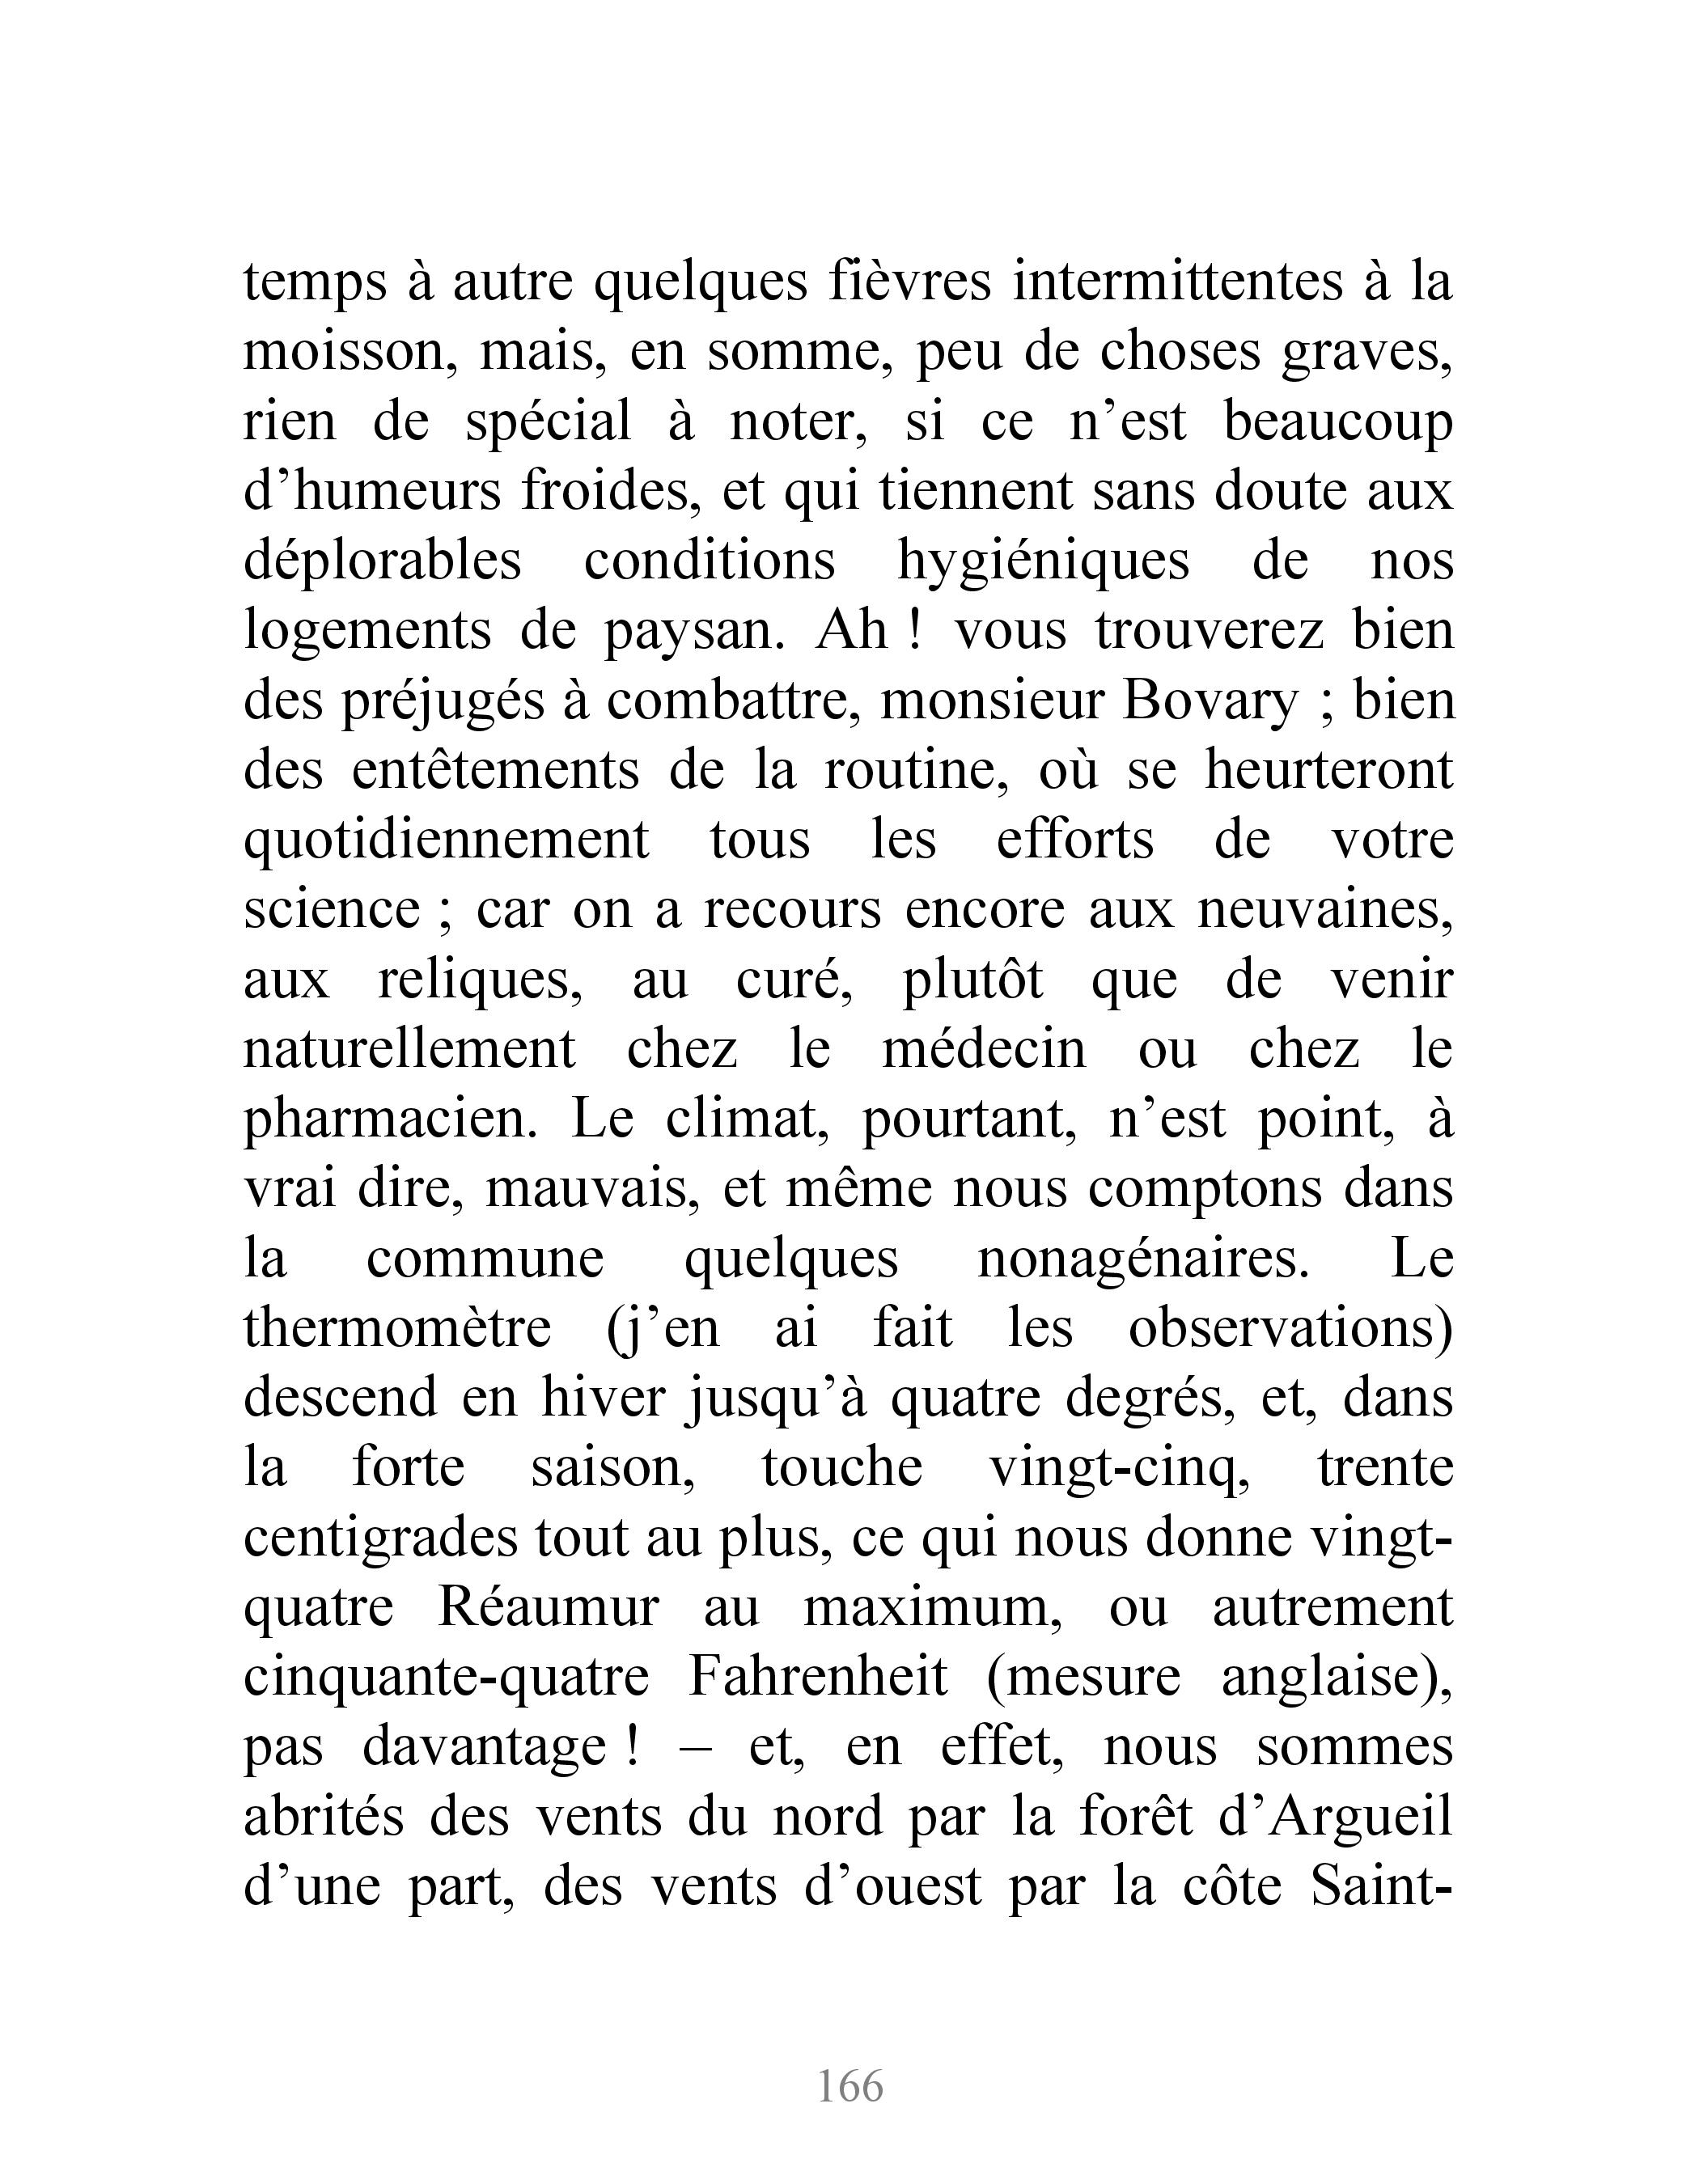 temps à autre quelques fièvres intermittentes à la
moisson, mais, en somme, peu de choses graves,
rien de spécial à noter, si ce n’est beaucoup
d’humeurs froides, et qui tiennent sans doute aux
déplorables conditions hygiéniques de nos
logements de paysan. Ah ! vous trouverez bien
des préjugés à combattre, monsieur Bovary ; bien
des entêtements de la routine, où se heurteront
quotidiennement tous les efforts de votre
science ; car on a recours encore aux neuvaines,
aux reliques, au curé, plutôt que de venir
naturellement chez le médecin ou chez le
pharmacien. Le climat, pourtant, n’est point, à
vrai dire, mauvais, et même nous comptons dans
la commune quelques nonagénaires. Le
thermomètre (j’en ai fait les observations)
descend en hiver jusqu’à quatre degrés, et, dans
la forte saison, touche vingt-cinq, trente
centigrades tout au plus, ce qui nous donne vingt-
quatre Réaumur au maximum, ou autrement
cinquante-quatre Fahrenheit (mesure anglaise),
pas davantage ! – et, en effet, nous sommes
abrités des vents du nord par la forêt d’Argueil
d’une part, des vents d’ouest par la côte Saint-
166